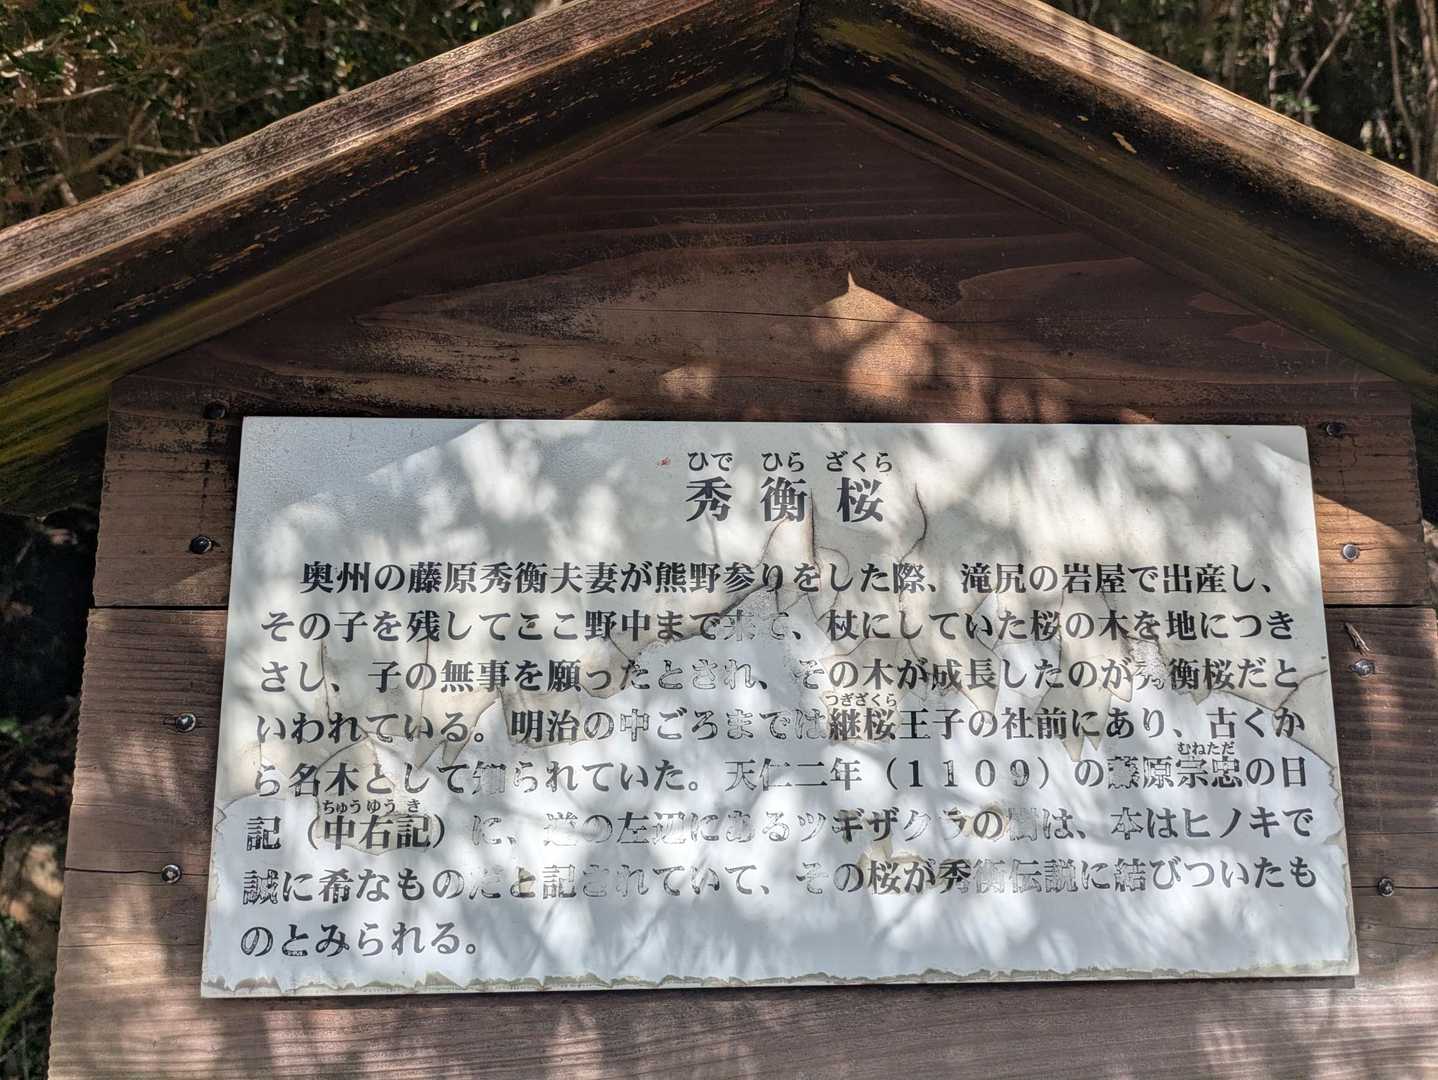 ひで ひら ざくら
秀衡桜
奥州の藤原秀衡夫妻が熊野参りをした際、滝尻の岩屋で出産し、
その子を残してここ野中まで来て、杖にしていた桜の木を地につき
さし、子の無事を願ったとされ、その木が成長したのが秀衡桜だと
つぎざくら
いわれている。明治の中ごろまでは継桜王子の社前にあり、古くか
むねただ
ら名木として知られていた。天仁二年（１１０９）の藤原宗忠の日
ちゅうゆうき
記（中右記）に、道の左辺にあるツギザクラの樹は、本はヒノキで
誠に希なものだと記されていて、その桜が秀衡伝説に結びついたも
のとみられる。